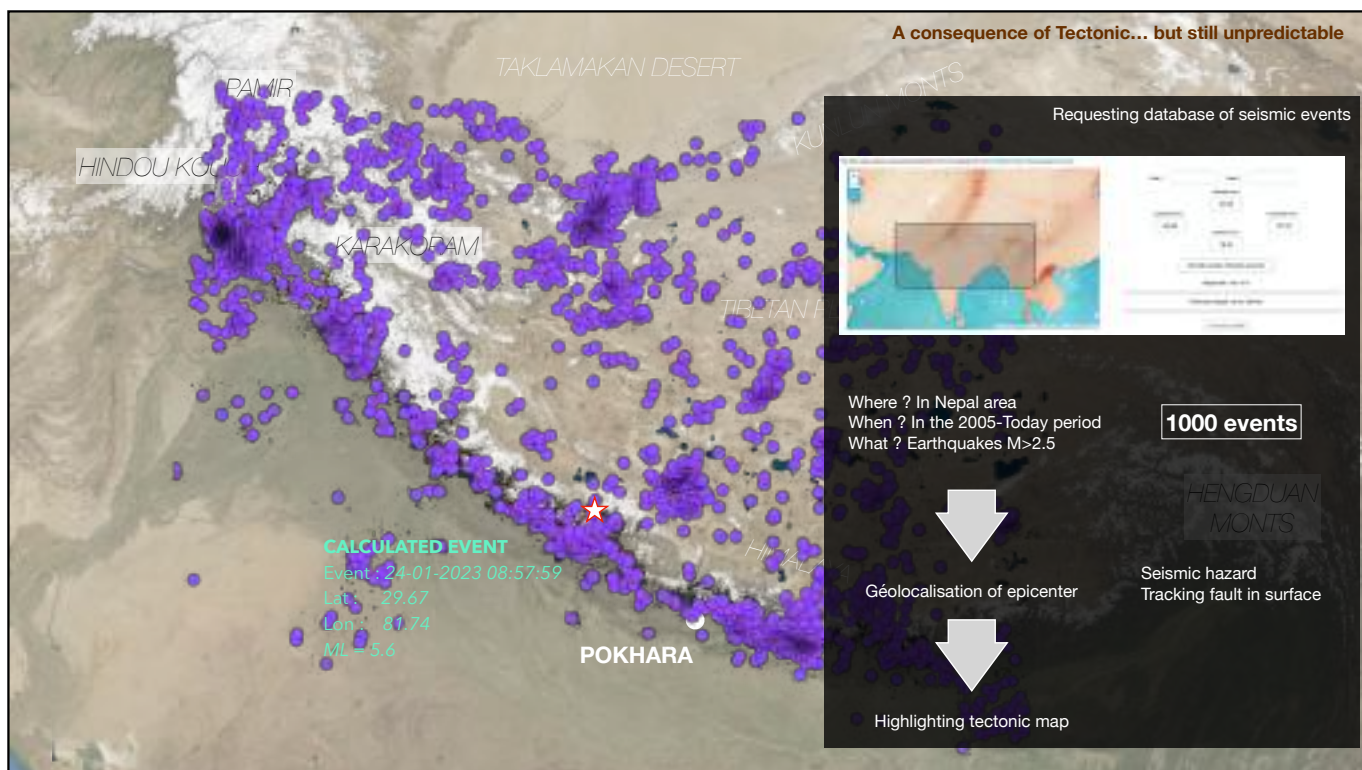 A consequence of Tectonic... but still unpredictable
TAKLAMAKAN DESERT
MONTS
PAMIR
Requesting database of seismic events
HINDOU
KARAKORAM
TIBETAN
Where ? In Nepal area
When ? In the 2005-Today period
What ? Earthquakes M>2.5
1000 events
HENGDUAN
MONTS
CALCULATED EVENT
Event : 24-01-2023 08:57:59
Lat : 29.67
Lon : 81.74
ML = 5.6
Géolocalisation of epicenter
Seismic hazard
Tracking fault in surface
POKHARA
Highlighting tectonic map